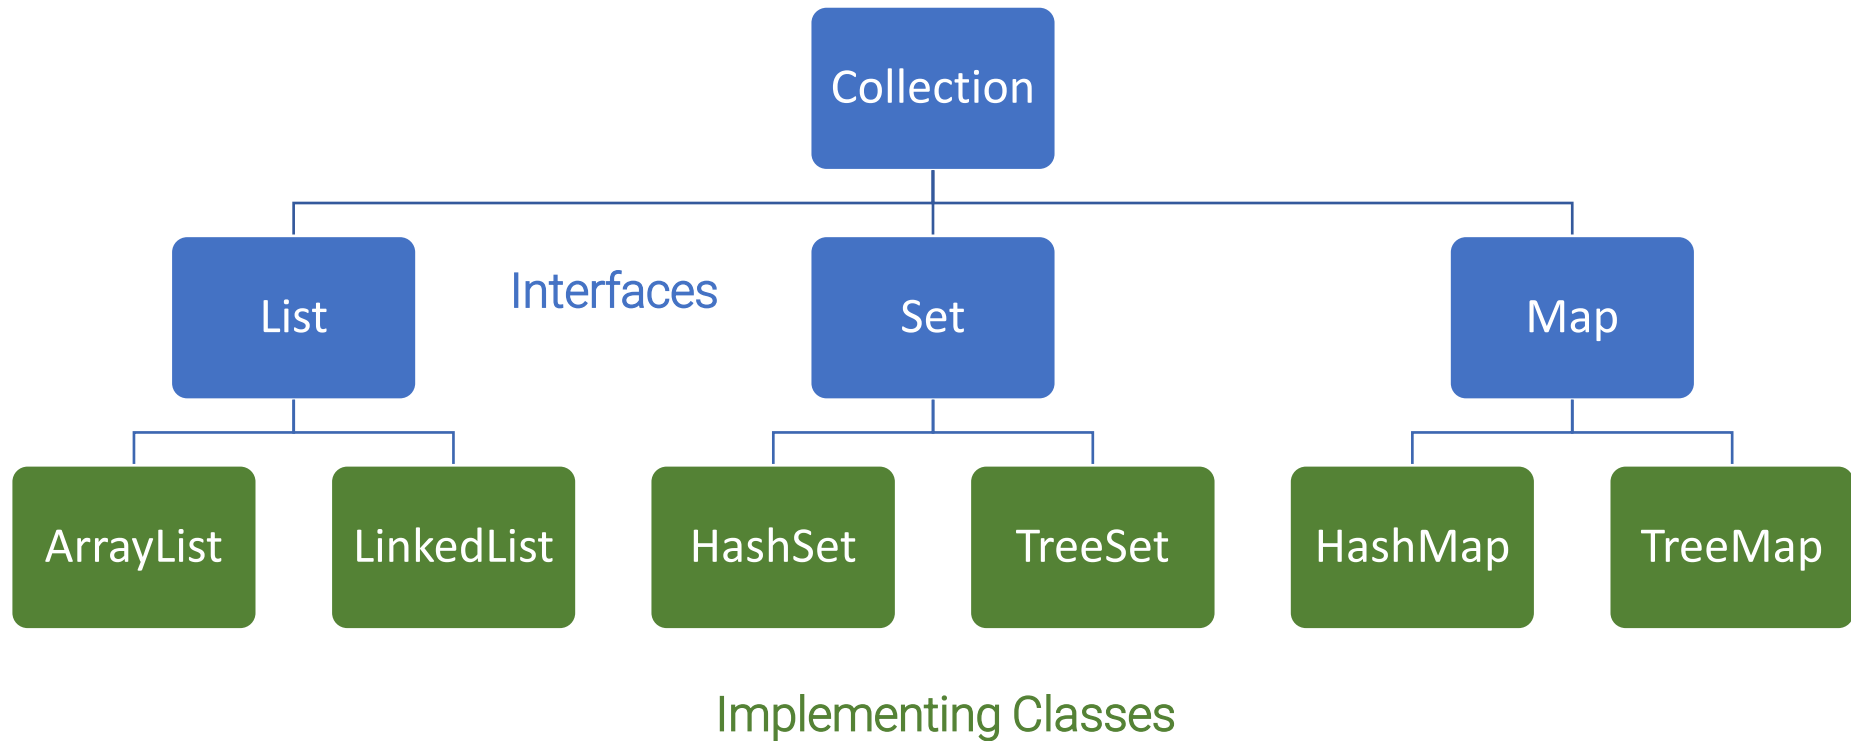 Collection
List
Interfaces
Set
Map
ArrayList
LinkedList
HashSet
TreeSet
HashMap
TreeMap
Implementing Classes